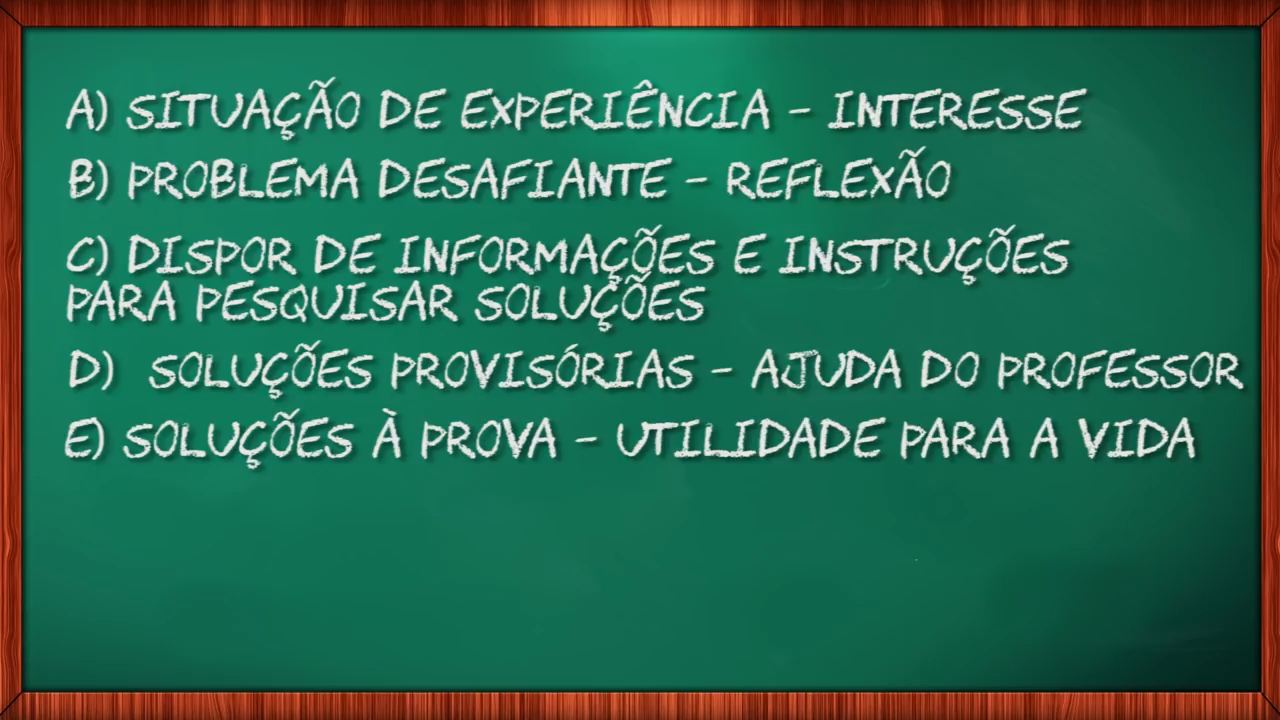 A) SITUAÇÃO DE EXPERIÊNCIA - INTERESSE
B) PROBLEMA DESAFIANTE - REFLEXÃO
C) DISPOR DE INFORMAÇÕES E INSTRUÇÕES
PARA PESQUISAR SOLUÇÕES
D) SOLUÇÕES PROVISÓRIAS - AJUDA DO PROFESSOR
E) SOLUÇÕES À PROVA - UTILIDADE PARA A VIDA